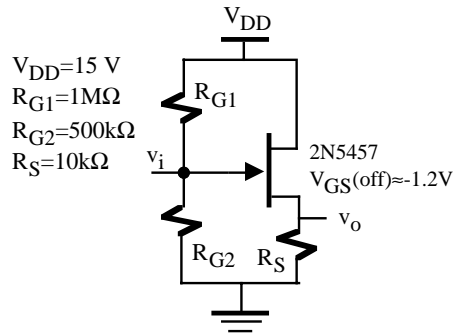 V_DD
V_DD=15 V
R_G1=1MΩ
R_G2=500kΩ
R_S=10kΩ
R_G1
v_i
2N5457
V_GS(off)≈-1.2V
v_o
R_G2
R_S